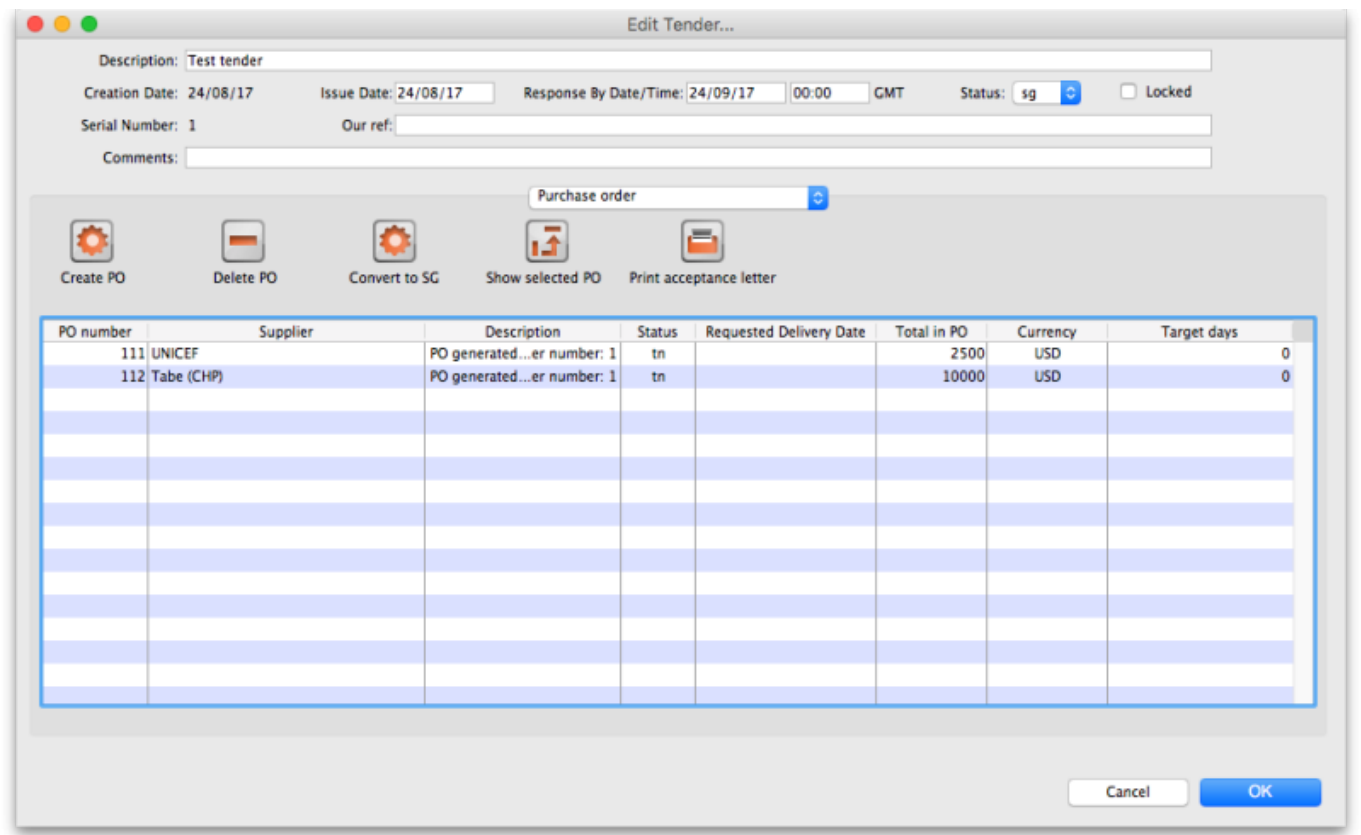 Edit Tender...
Description: Test tender
Creation Date: 24/08/17 Issue Date: 24/08/17 Response By Date/Time: 24/09/17 00:00 GMT Status: sg Locked
Serial Number: 1 Our ref:
Comments:
Purchase order
Create PO Delete PO Convert to SG Show selected PO Print acceptance letter
PO number Supplier Description Status Requested Delivery Date Total in PO Currency Target days
111 UNICEF PO generated...er number: 1 tn 2500 USD 0
112 Tabe (CHP) PO generated...er number: 1 tn 10000 USD 0
Cancel OK